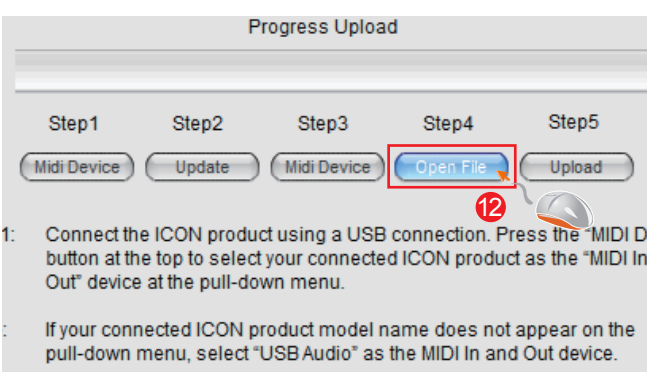 Progress Upload
Step1 Step2 Step3 Step4 Step5
Midi Device Update Midi Device Open File Upload
12
1: Connect the ICON product using a USB connection. Press the “MIDI D
button at the top to select your connected ICON product as the “MIDI In
Out” device at the pull-down menu.
: If your connected ICON product model name does not appear on the
pull-down menu, select “USB Audio” as the MIDI In and Out device.